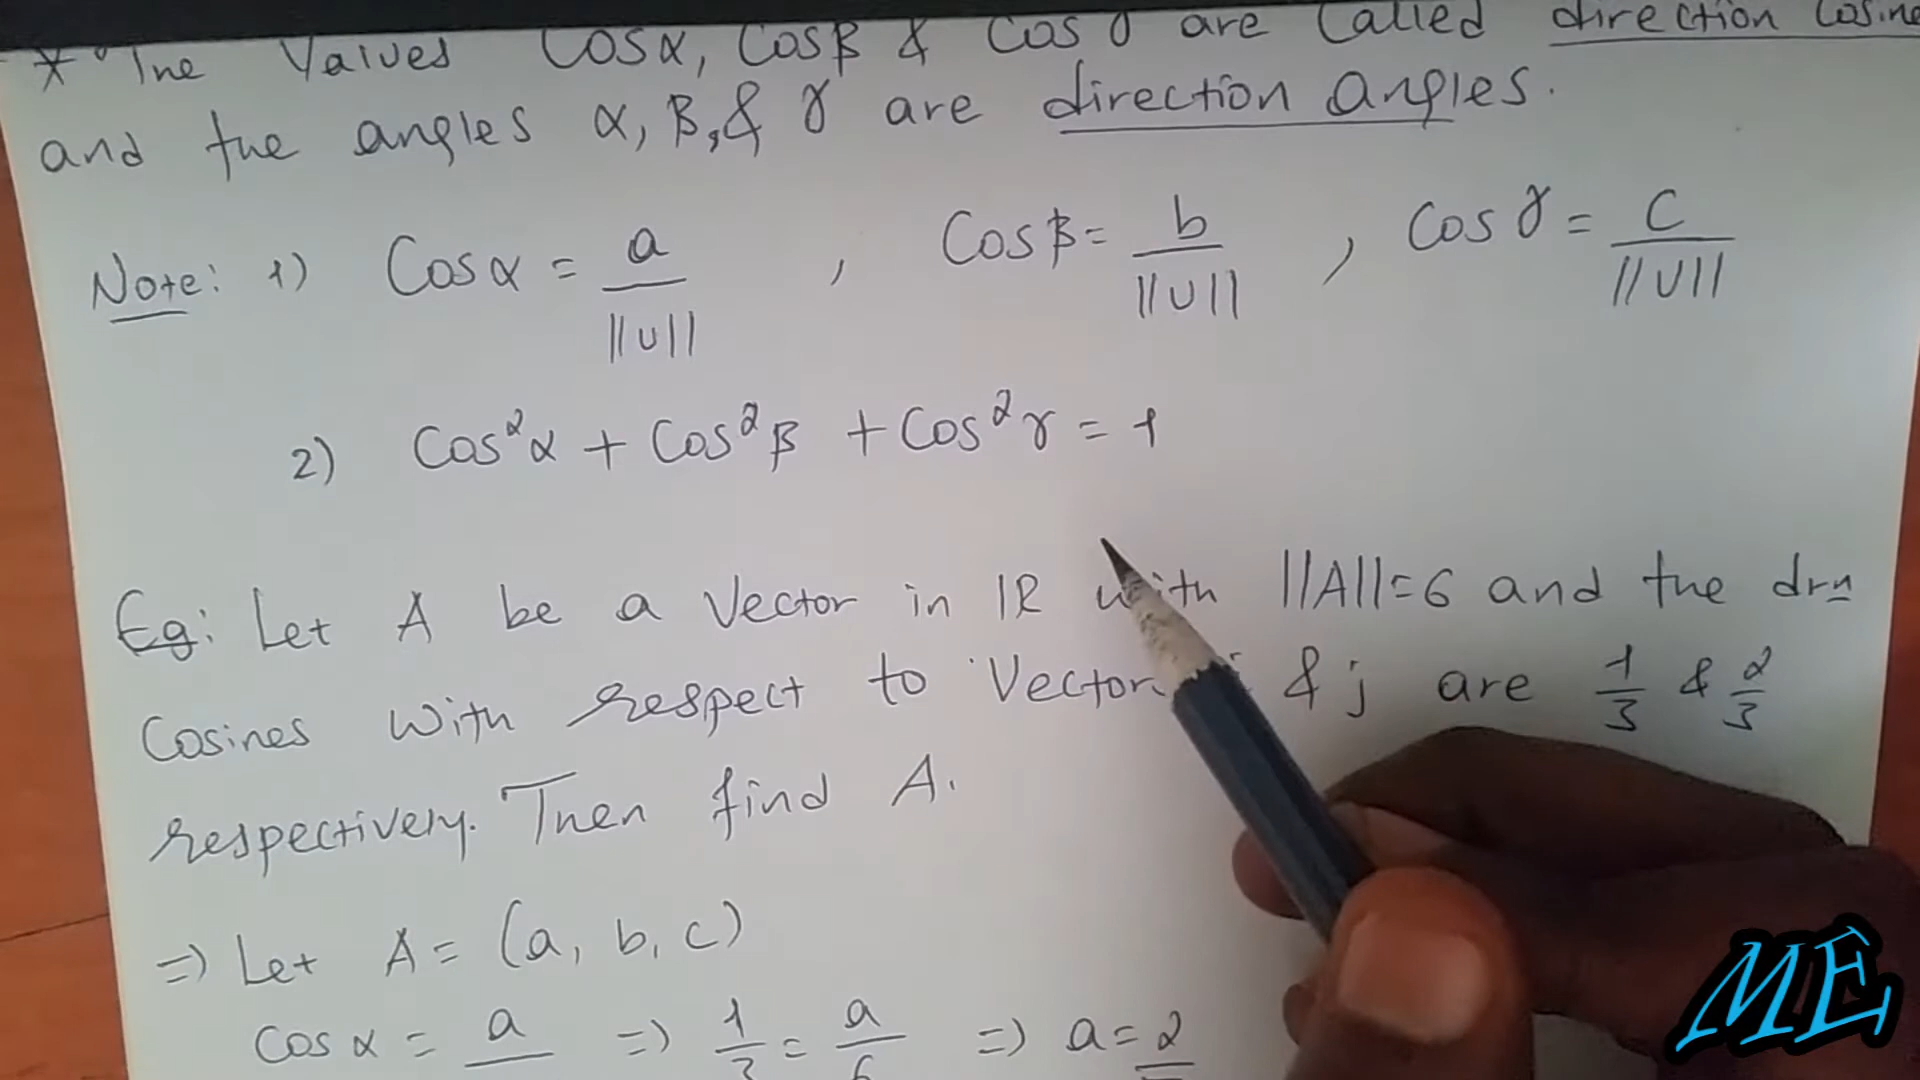 * The Values Cosα, Cosβ & Cos γ are Called direction Cosine
and the angles α, β, & γ are direction angles.
Note: 1) Cosα = a/||U|| , Cosβ = b/||U|| , Cos γ = C/||U||
2) Cos²α + Cos²β + Cos²γ = 1
Eg: Let A be a Vector in IR with ||A||=6 and the drn
Cosines With respect to Vector & j are 1/3 & 2/3
respectively. Then find A.
=> Let A = (a, b, c)
Cos α = a => 1/3 = a/6 => a = 2
ME